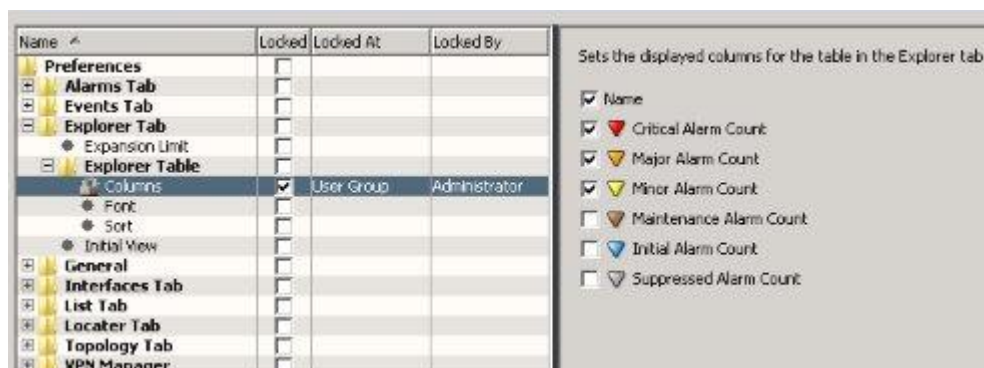 Name Locked Locked At Locked By
Preferences
Alarms Tab
Events Tab
Explorer Tab
Expansion Limit
Explorer Table
Columns User Group Administrator
Font
Sort
Initial View
General
Interfaces Tab
List Tab
Locater Tab
Topology Tab
VPN Manager
Sets the displayed columns for the table in the Explorer tab
Name
Critical Alarm Count
Major Alarm Count
Minor Alarm Count
Maintenance Alarm Count
Initial Alarm Count
Suppressed Alarm Count